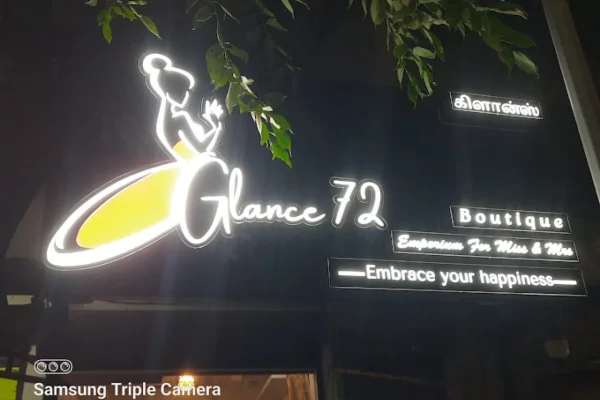 கிளான்ஸ்
Glance 72
Boutique
Emporium For Miss & Mrs
Embrace your happiness
Samsung Triple Camera